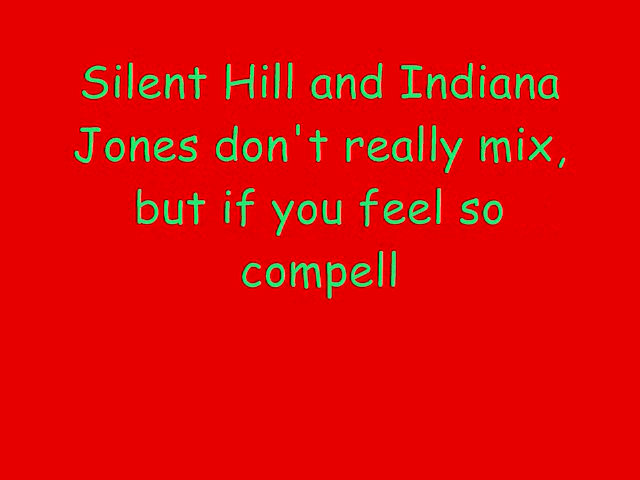 Silent Hill and Indiana
Jones don't really mix,
but if you feel so
compell